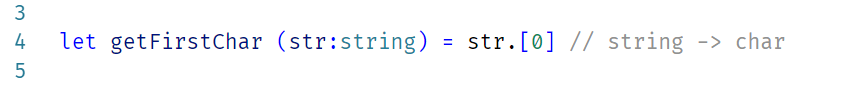 3
4 let getFirstChar (str:string) = str.[0] // string -> char
5